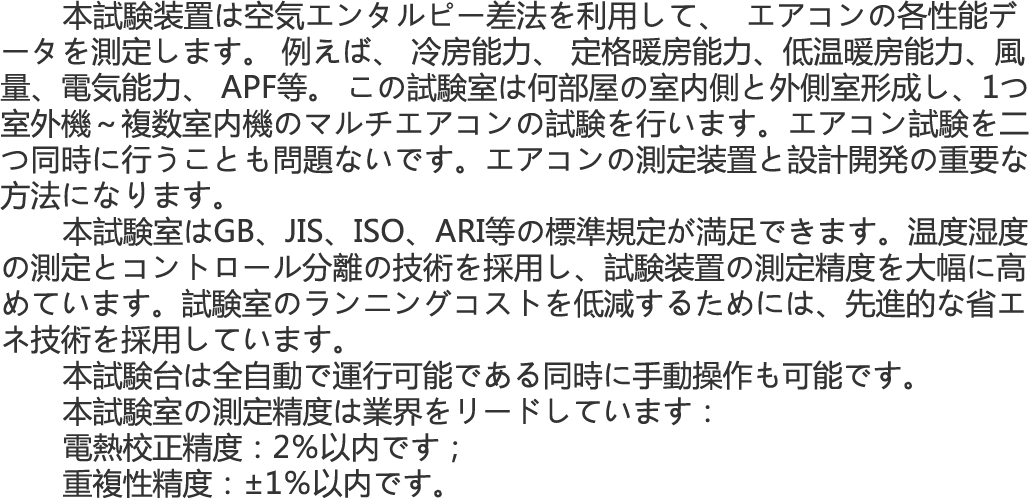 本試験装置は空気エンタルピー差法を利用して、 エアコンの各性能デ
ータを測定します。 例えば、 冷房能力、 定格暖房能力、低温暖房能力、風
量、電気能力、 APF等。 この試験室は何部屋の室内側と外側室形成し、1つ
室外機～複数室内機のマルチエアコンの試験を行います。エアコン試験を二
つ同時に行うことも問題ないです。エアコンの測定装置と設計開発の重要な
方法になります。
本試験室はGB、JIS、ISO、ARI等の標準規定が満足できます。温度湿度
の測定とコントロール分離の技術を採用し、試験装置の測定精度を大幅に高
めています。試験室のランニングコストを低減するためには、先進的な省エ
ネ技術を採用しています。
本試験台は全自動で運行可能である同時に手動操作も可能です。
本試験室の測定精度は業界をリードしています：
電熱校正精度：2%以内です；
重複性精度：±1%以内です。